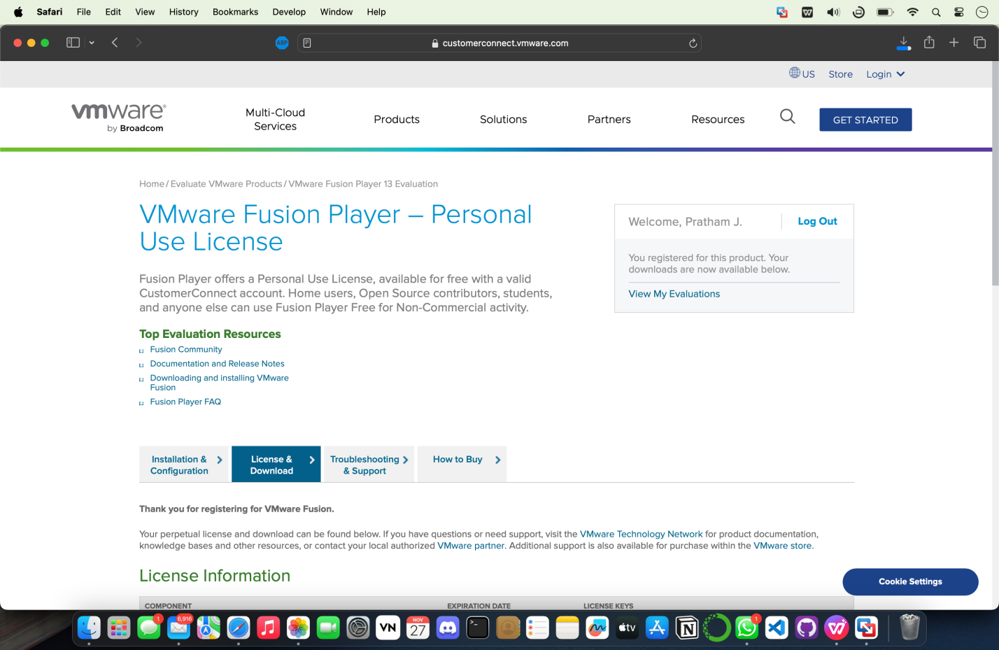 Safari File Edit View History Bookmarks Develop Window Help
ABP
customerconnect.vmware.com
US Store Login
vmware®
by Broadcom
Multi-Cloud
Services
Products
Solutions
Partners
Resources
GET STARTED
Home / Evaluate VMware Products / VMware Fusion Player 13 Evaluation
VMware Fusion Player – Personal
Use License
Welcome, Pratham J.
Log Out
You registered for this product. Your
downloads are now available below.
View My Evaluations
Fusion Player offers a Personal Use License, available for free with a valid
CustomerConnect account. Home users, Open Source contributors, students,
and anyone else can use Fusion Player Free for Non-Commercial activity.
Top Evaluation Resources
Fusion Community
Documentation and Release Notes
Downloading and installing VMware
Fusion
Fusion Player FAQ
Installation &
Configuration
License &
Download
Troubleshooting
& Support
How to Buy
Thank you for registering for VMware Fusion.
Your perpetual license and download can be found below. If you have questions or need support, visit the VMware Technology Network for product documentation,
knowledge bases and other resources, or contact your local authorized VMware partner. Additional support is also available for purchase within the VMware store.
License Information
Cookie Settings
COMPONENT EXPIRATION DATE LICENSE KEYS
1
6,916
VN
NOV
27
tv
N
1